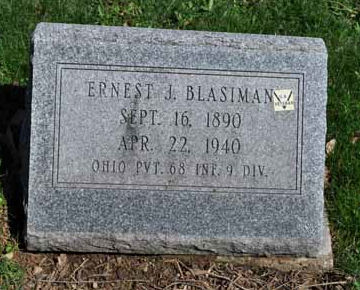 ERNEST J. BLASIMAN
SEPT. 16, 1890
APR. 22, 1940
OHIO PVT. 68 INF. 9 DIV.